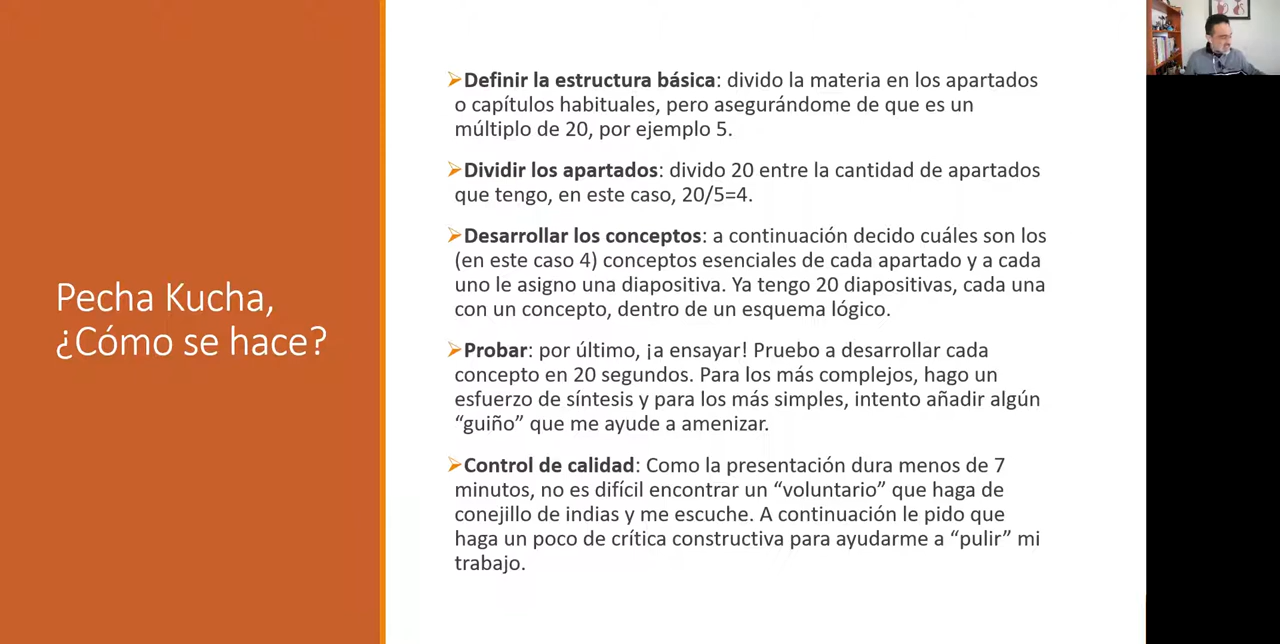 Pecha Kucha,
¿Cómo se hace?
➢Definir la estructura básica: divido la materia en los apartados
o capítulos habituales, pero asegurándome de que es un
múltiplo de 20, por ejemplo 5.
➢Dividir los apartados: divido 20 entre la cantidad de apartados
que tengo, en este caso, 20/5=4.
➢Desarrollar los conceptos: a continuación decido cuáles son los
(en este caso 4) conceptos esenciales de cada apartado y a cada
uno le asigno una diapositiva. Ya tengo 20 diapositivas, cada una
con un concepto, dentro de un esquema lógico.
➢Probar: por último, ¡a ensayar! Pruebo a desarrollar cada
concepto en 20 segundos. Para los más complejos, hago un
esfuerzo de síntesis y para los más simples, intento añadir algún
“guiño” que me ayude a amenizar.
➢Control de calidad: Como la presentación dura menos de 7
minutos, no es difícil encontrar un “voluntario” que haga de
conejillo de indias y me escuche. A continuación le pido que
haga un poco de crítica constructiva para ayudarme a “pulir” mi
trabajo.